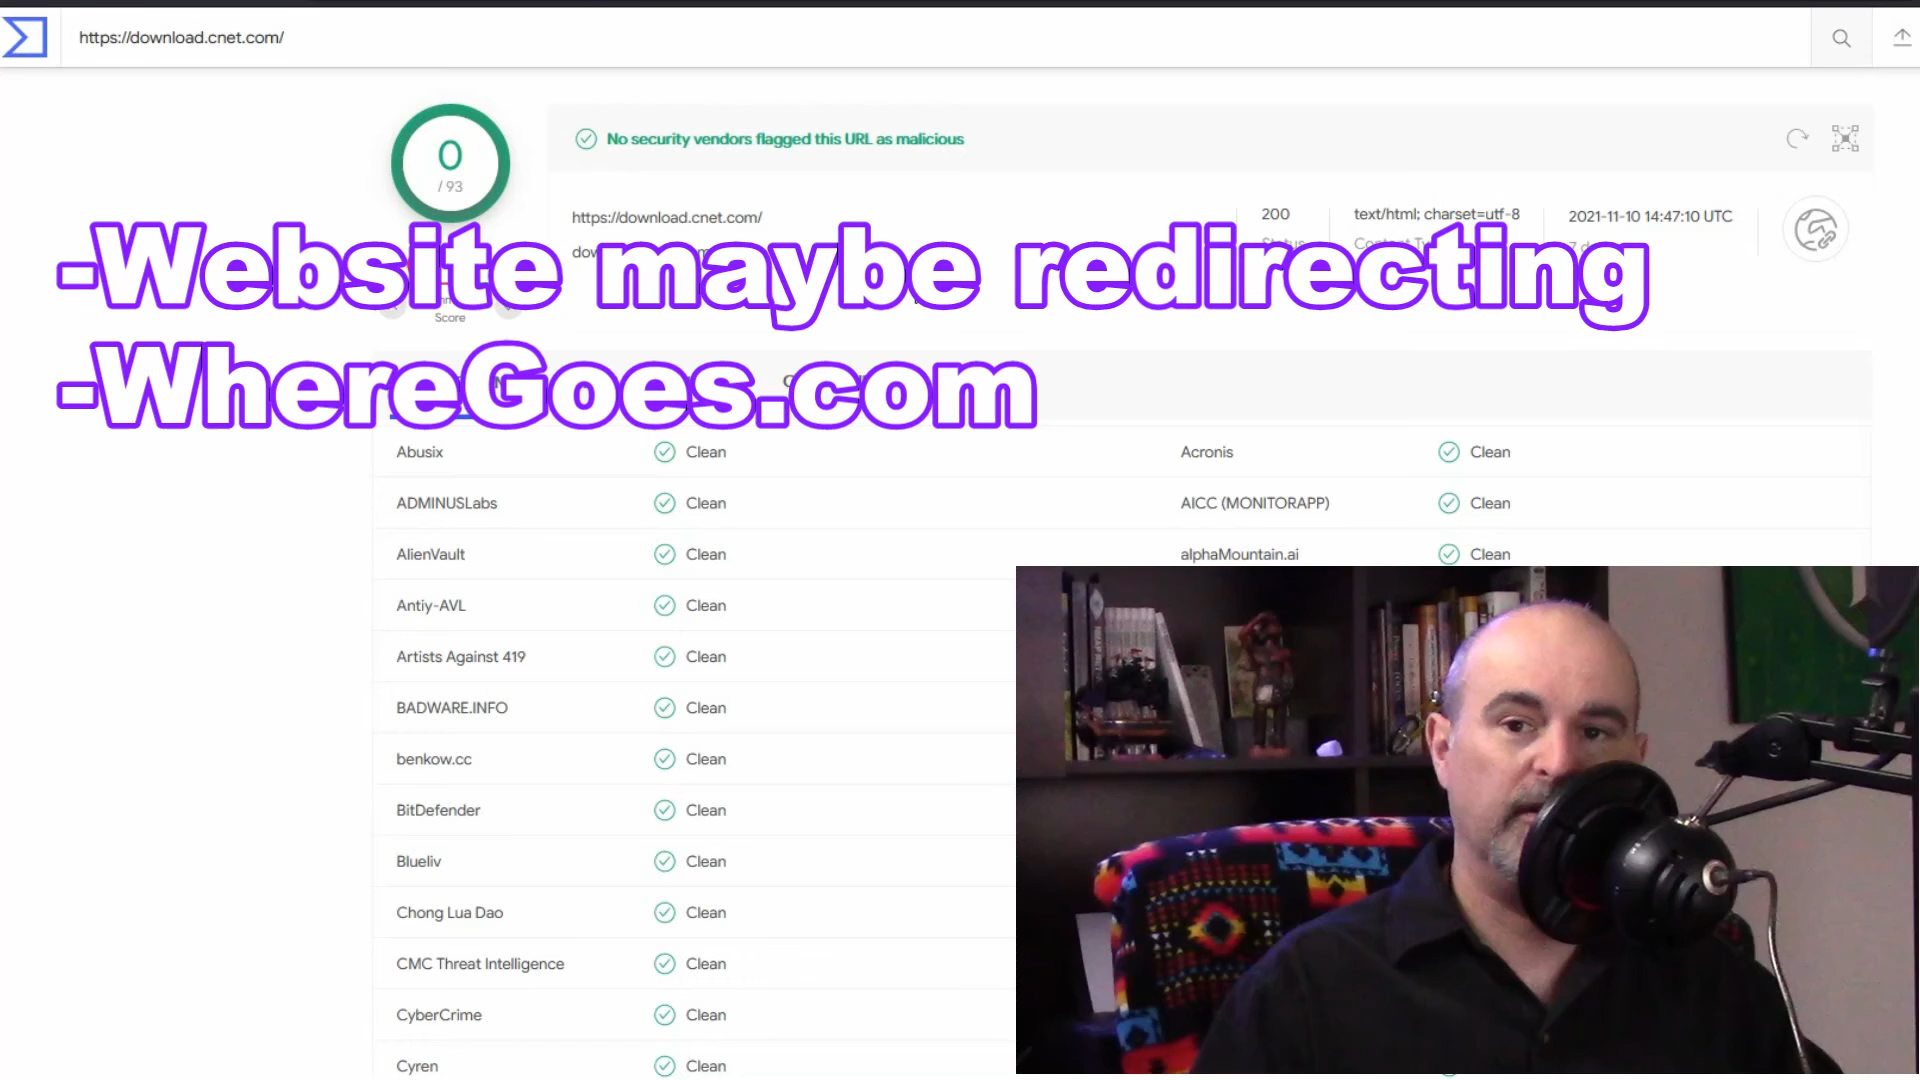 https://download.cnet.com/
0
/ 93
No security vendors flagged this URL as malicious
https://download.cnet.com/
200
text/html; charset=utf-8
2021-11-10 14:47:10 UTC
-Website maybe redirecting
Score
-WhereGoes.com
Abusix Clean Acronis Clean
ADMINUSLabs Clean AICC (MONITORAPP) Clean
AlienVault Clean alphaMountain.ai Clean
Antiy-AVL Clean
Artists Against 419 Clean
BADWARE.INFO Clean
benkow.cc Clean
BitDefender Clean
Blueliv Clean
Chong Lua Dao Clean
CMC Threat Intelligence Clean
CyberCrime Clean
Cyren Clean